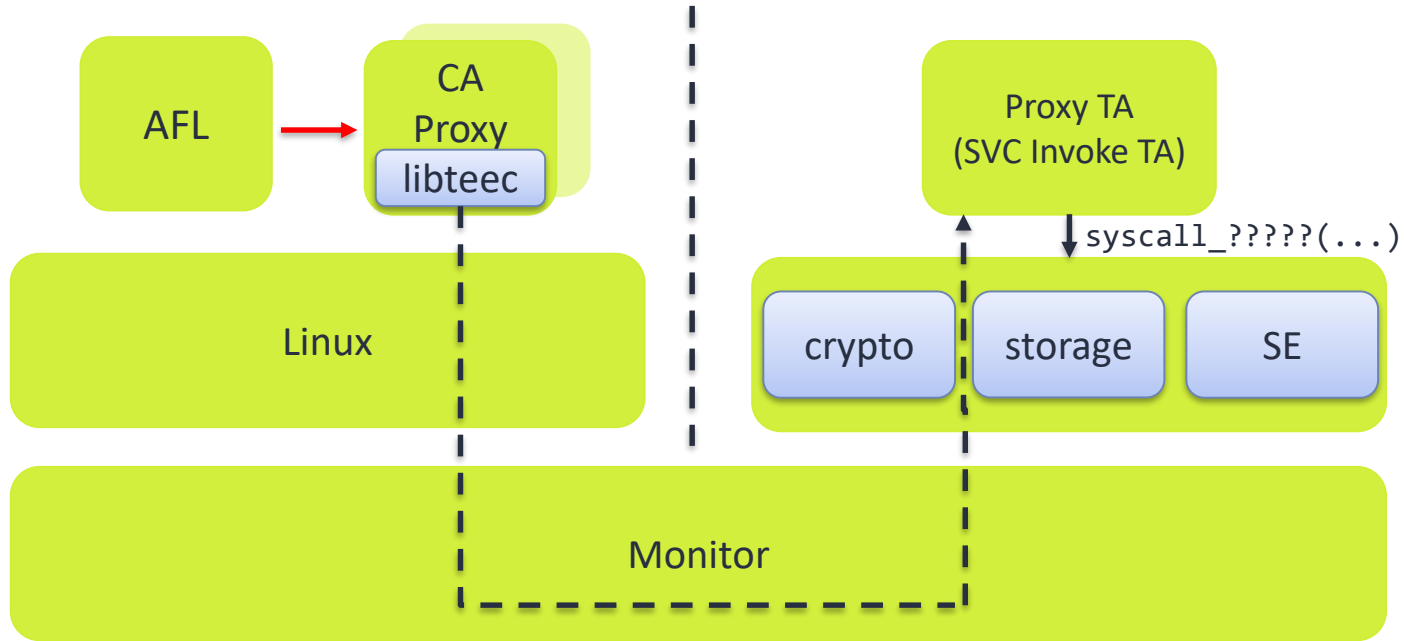 AFL
CA
Proxy
libteec
Proxy TA
(SVC Invoke TA)
syscall_?????(...)
Linux
crypto
storage
SE
Monitor